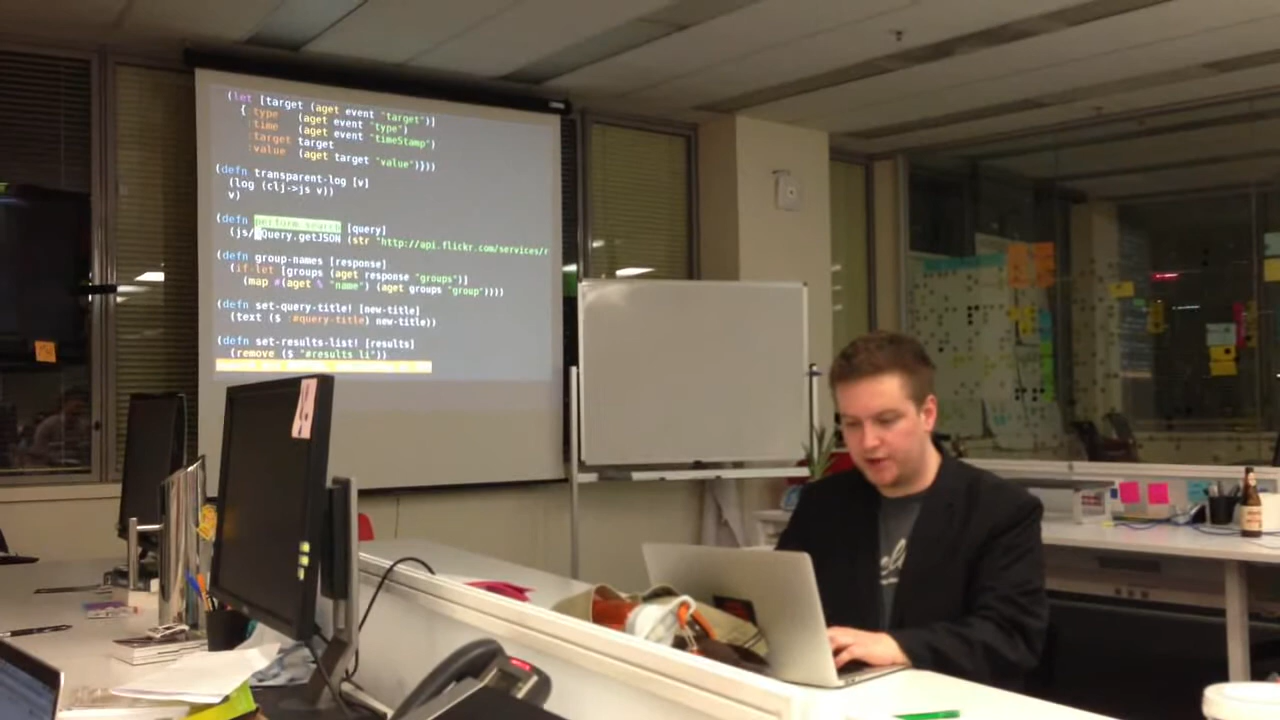 (let [target (aget event "target")]
{ :type (aget event "type")
:time (aget event "timeStamp")
:target target
:value (aget target "value")}))
(defn transparent-log [v]
(log (clj->js v))
v)
(defn perform-search [query]
(js/jQuery.getJSON (str "http://api.flickr.com/services/r
(defn group-names [response]
(if-let [groups (aget response "groups")]
(map #(aget % "name") (aget groups "group"))))
(defn set-query-title! [new-title]
(text ($ :#query-title) new-title))
(defn set-results-list! [results]
(remove ($ "#results li"))